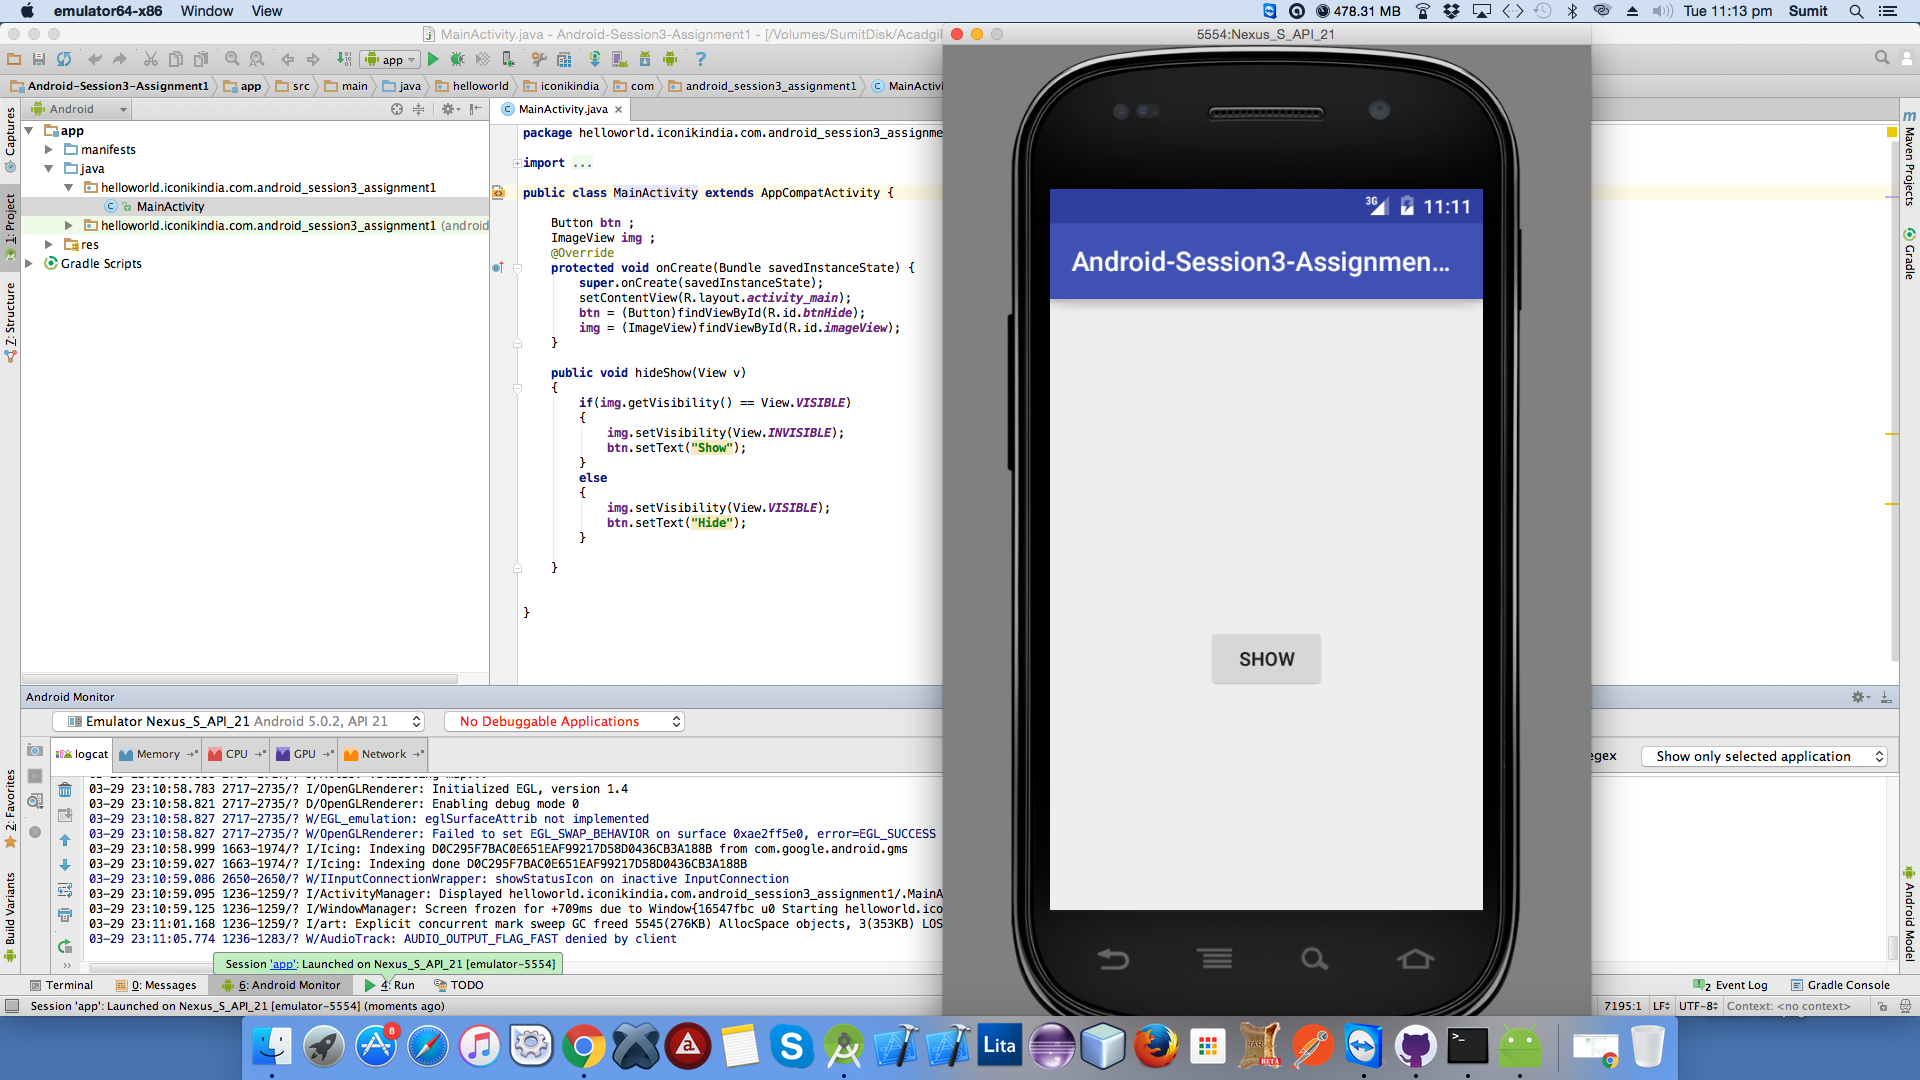 emulator64-x86 Window View 478.31 MB Tue 11:13 pm Sumit
MainActivity.java - Android-Session3-Assignment1 - [/Volumes/SumitDisk/Acadgil
5554:Nexus_S_API_21
app
Android-Session3-Assignment1 app src main java helloworld iconikindia com android_session3_assignment1 MainActivi
Android
MainActivity.java
Captures
1: Project
Z: Structure
2: Favorites
Build Variants
app
manifests
java
helloworld.iconikindia.com.android_session3_assignment1
MainActivity
helloworld.iconikindia.com.android_session3_assignment1 (android
res
Gradle Scripts
package helloworld.iconikindia.com.android_session3_assignme
import ...
public class MainActivity extends AppCompatActivity {
Button btn ;
ImageView img ;
@Override
protected void onCreate(Bundle savedInstanceState) {
super.onCreate(savedInstanceState);
setContentView(R.layout.activity_main);
btn = (Button)findViewById(R.id.btnHide);
img = (ImageView)findViewById(R.id.imageView);
}
public void hideShow(View v)
{
if(img.getVisibility() == View.VISIBLE)
{
img.setVisibility(View.INVISIBLE);
btn.setText("Show");
}
else
{
img.setVisibility(View.VISIBLE);
btn.setText("Hide");
}
}
}
3G 11:11
Android-Session3-Assignmen...
SHOW
m Maven Projects
Gradle
Android Model
Android Monitor
Emulator Nexus_S_API_21 Android 5.0.2, API 21
No Debuggable Applications
logcat Memory CPU GPU Network
egex
Show only selected application
03-29 23:10:58.783 2717-2735/? I/OpenGLRenderer: Initialized EGL, version 1.4
03-29 23:10:58.821 2717-2735/? D/OpenGLRenderer: Enabling debug mode 0
03-29 23:10:58.827 2717-2735/? W/EGL_emulation: eglSurfaceAttrib not implemented
03-29 23:10:58.827 2717-2735/? W/OpenGLRenderer: Failed to set EGL_SWAP_BEHAVIOR on surface 0xae2ff5e0, error=EGL_SUCCESS
03-29 23:10:58.999 1663-1974/? I/Icing: Indexing D0C295F7BAC0E651EAF99217D58D0436CB3A188B from com.google.android.gms
03-29 23:10:59.027 1663-1974/? I/Icing: Indexing done D0C295F7BAC0E651EAF99217D58D0436CB3A188B
03-29 23:10:59.086 2650-2650/? W/IInputConnectionWrapper: showStatusIcon on inactive InputConnection
03-29 23:10:59.095 1236-1259/? I/ActivityManager: Displayed helloworld.iconikindia.com.android_session3_assignment1/.MainA
03-29 23:10:59.125 1236-1259/? I/WindowManager: Screen frozen for +709ms due to Window{16547fbc u0 Starting helloworld.ico
03-29 23:11:01.168 1236-1259/? I/art: Explicit concurrent mark sweep GC freed 5545(276KB) AllocSpace objects, 3(353KB) LOS
03-29 23:11:05.774 1236-1283/? W/AudioTrack: AUDIO_OUTPUT_FLAG_FAST denied by client
Session 'app': Launched on Nexus_S_API_21 [emulator-5554]
Terminal 0: Messages 6: Android Monitor 4: Run TODO 2 Event Log Gradle Console
Session 'app': Launched on Nexus_S_API_21 [emulator-5554] (moments ago) 7195:1 LF UTF-8 Context: <no context>
8
Lita
RAR
BETA